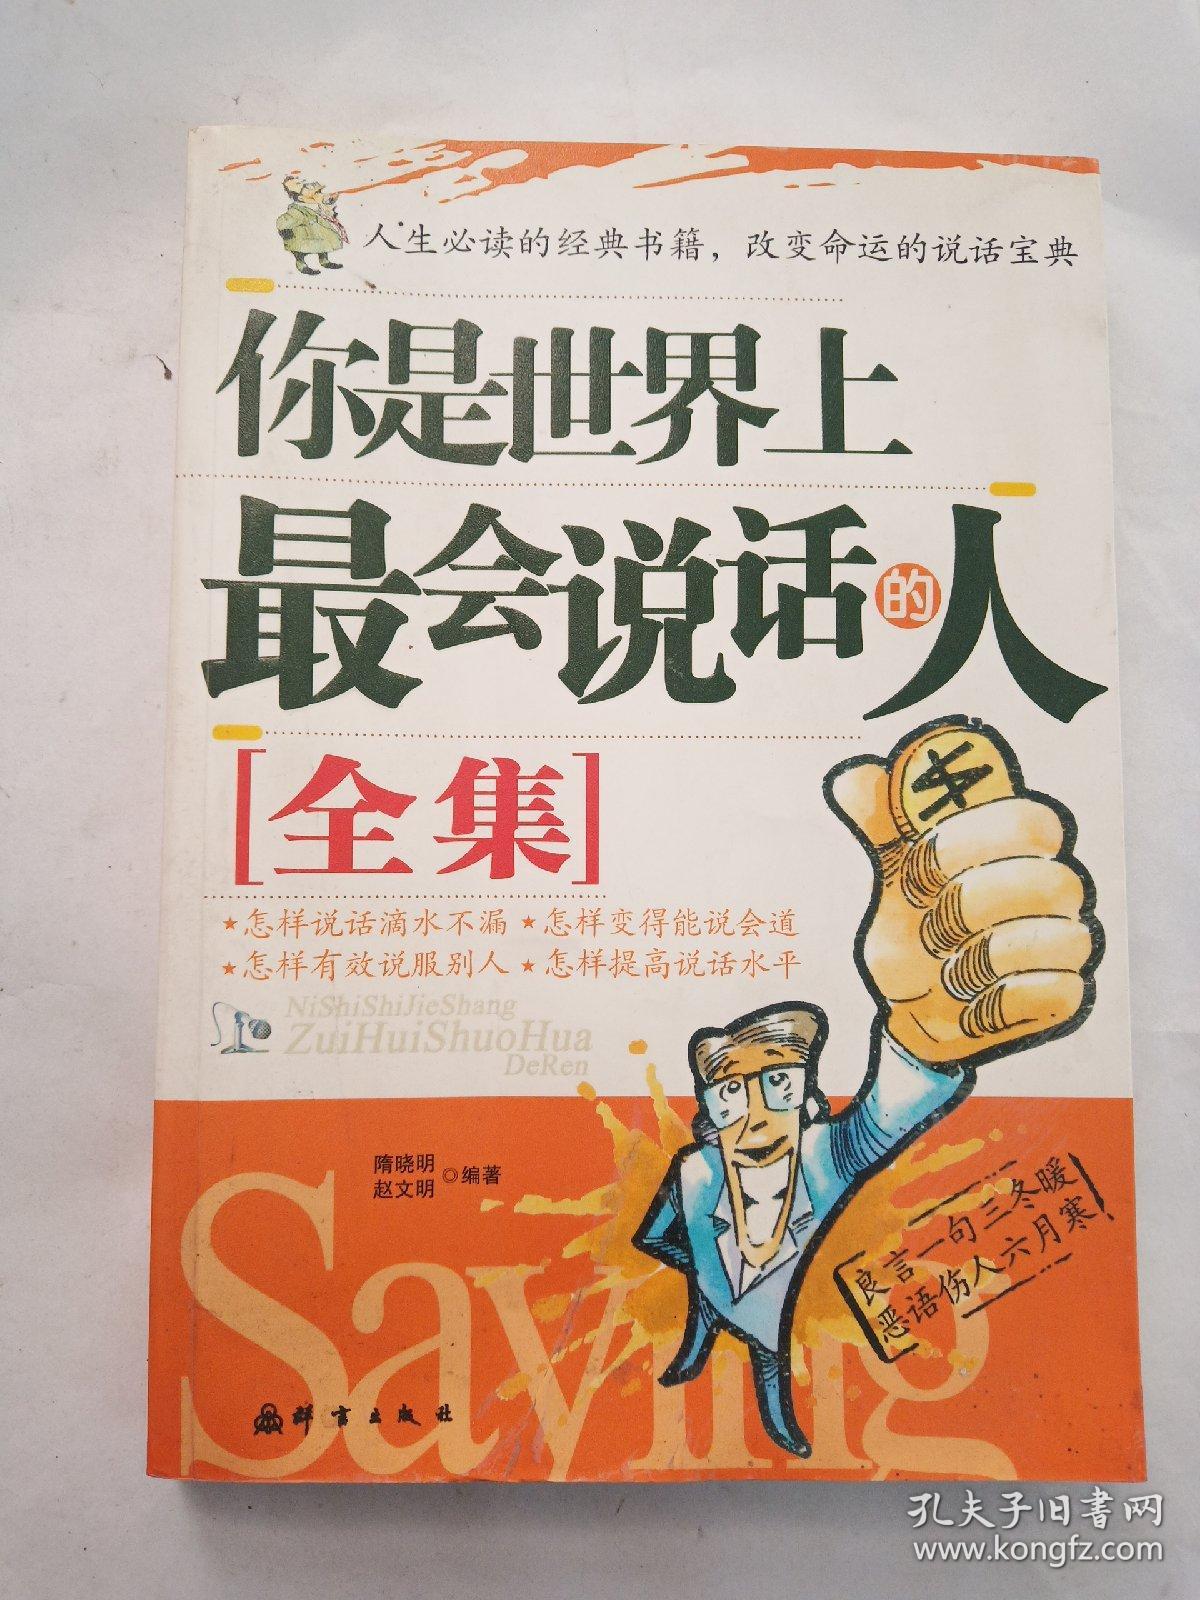 人生必读的经典书籍，改变命运的说话宝典
你是世界上
最会说话的人
[全集]
★怎样说话滴水不漏★怎样变得能说会道
★怎样有效说服别人★怎样提高说话水平
NiShiShiJieShang
ZuiHuiShuoHua
DeRen
隋晓明
赵文明
◎编著
良言一句三冬暖
恶语伤人六月寒
Saying
群言出版社
孔夫子旧书网
www.kongfz.com